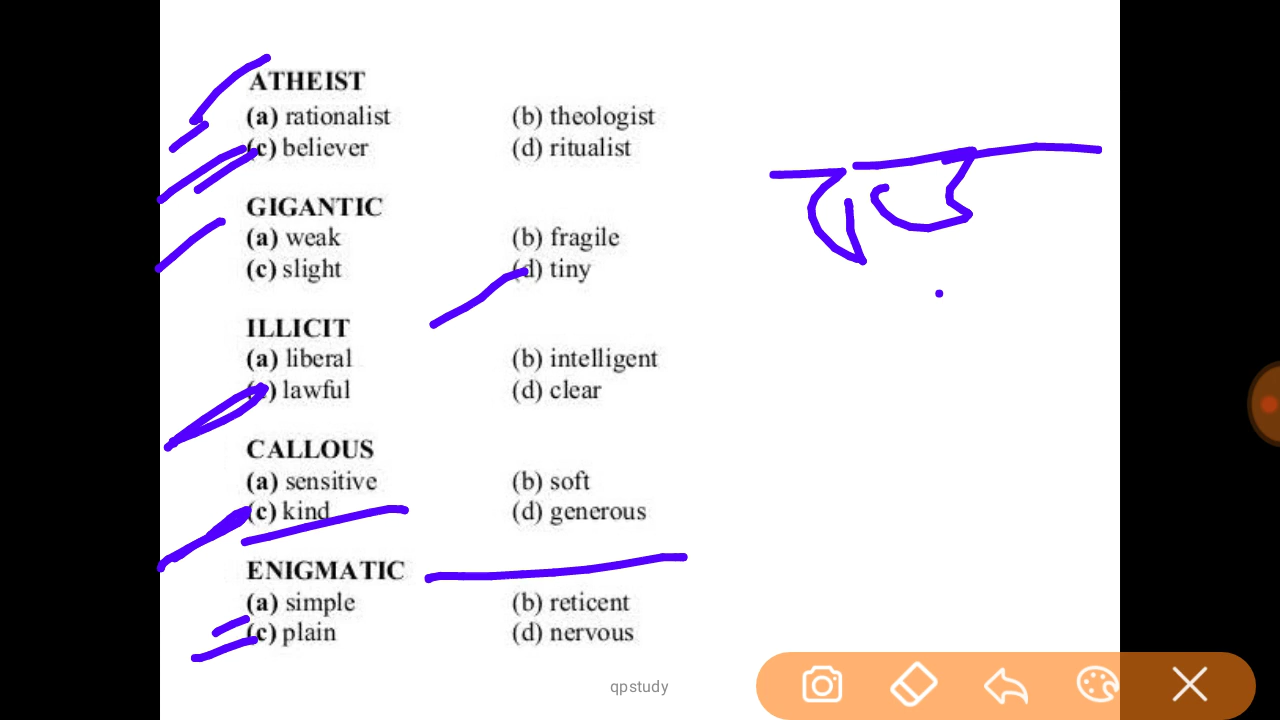 ATHEIST
(a) rationalist (b) theologist
(c) believer (d) ritualist
GIGANTIC
(a) weak (b) fragile
(c) slight (d) tiny
ILLICIT
(a) liberal (b) intelligent
(c) lawful (d) clear
CALLOUS
(a) sensitive (b) soft
(c) kind (d) generous
ENIGMATIC
(a) simple (b) reticent
(c) plain (d) nervous
qpstudy